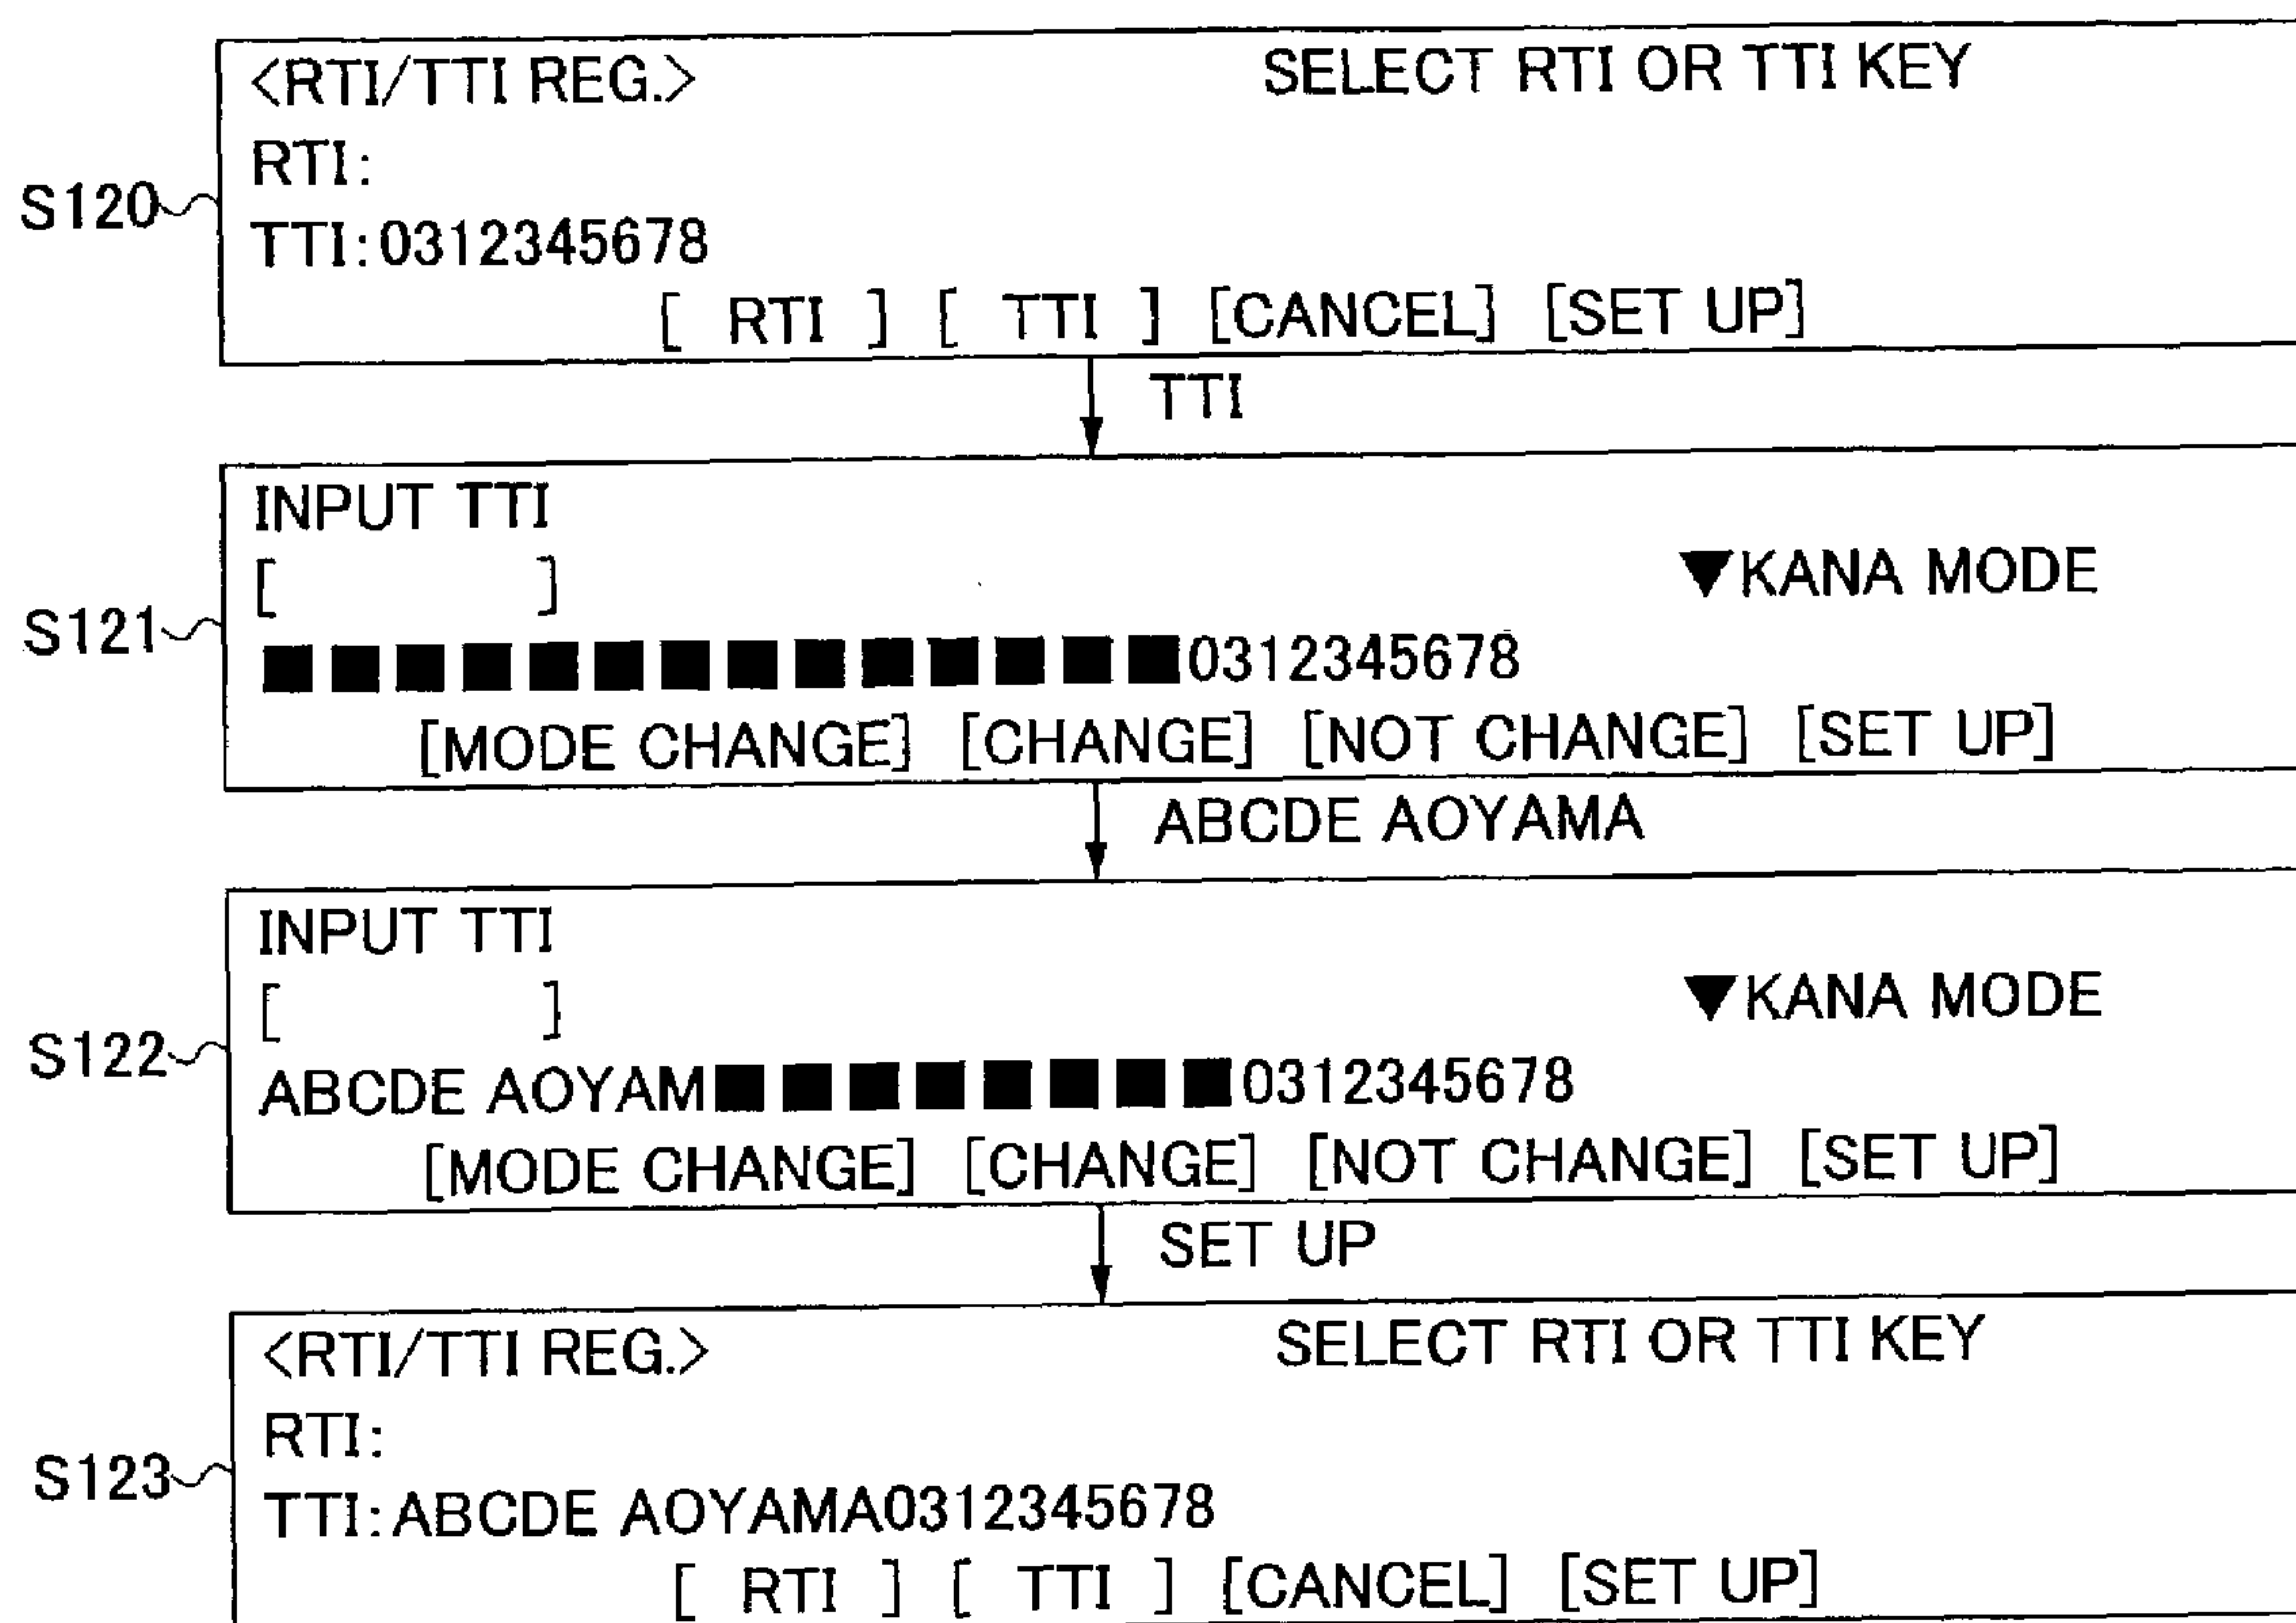 <RTI/TTI REG.> SELECT RTI OR TTI KEY
RTI:
S120
TTI:0312345678
[ RTI ] [ TTI ] [CANCEL] [SET UP]
TTI
INPUT TTI
[ ] ▼KANA MODE
S121
■■■■■■■■■■■■■■0312345678
[MODE CHANGE] [CHANGE] [NOT CHANGE] [SET UP]
ABCDE AOYAMA
INPUT TTI
[ ] ▼KANA MODE
S122
ABCDE AOYAM■■■■■■■■0312345678
[MODE CHANGE] [CHANGE] [NOT CHANGE] [SET UP]
SET UP
<RTI/TTI REG.> SELECT RTI OR TTI KEY
RTI:
S123
TTI:ABCDE AOYAMA0312345678
[ RTI ] [ TTI ] [CANCEL] [SET UP]